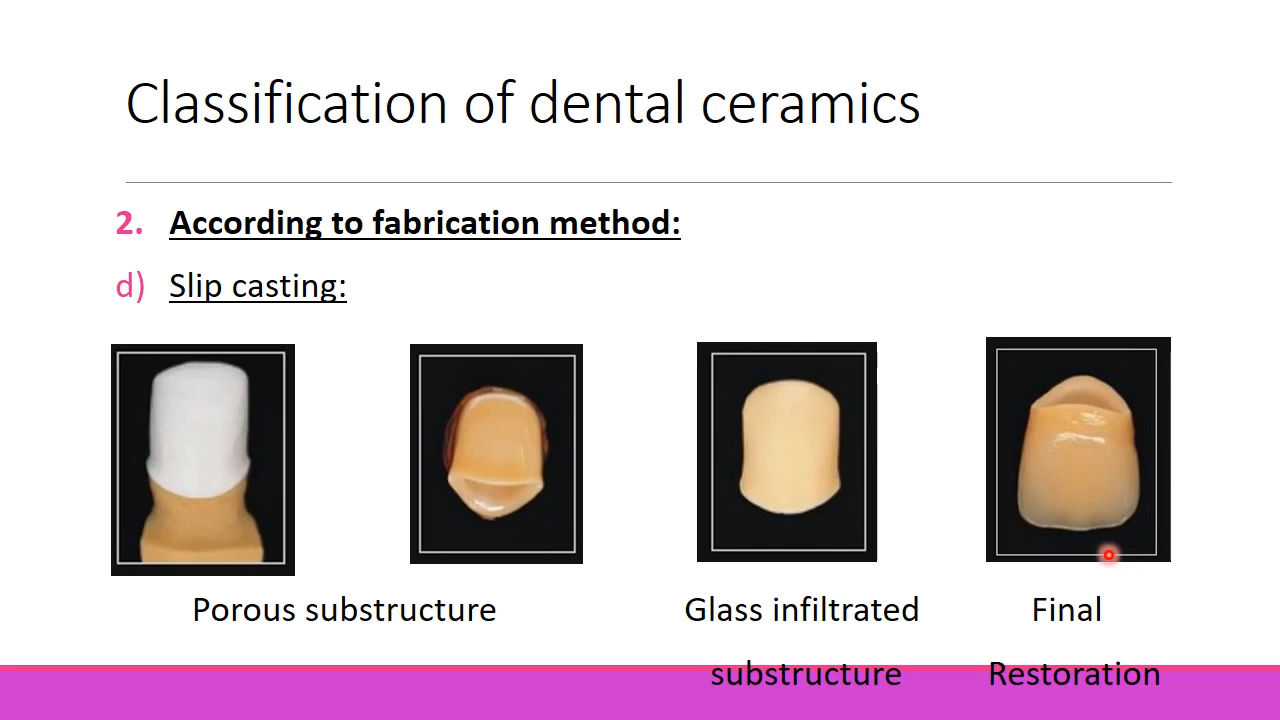 Classification of dental ceramics
2. According to fabrication method:
d) Slip casting:
Porous substructure
Glass infiltrated
substructure
Final
Restoration